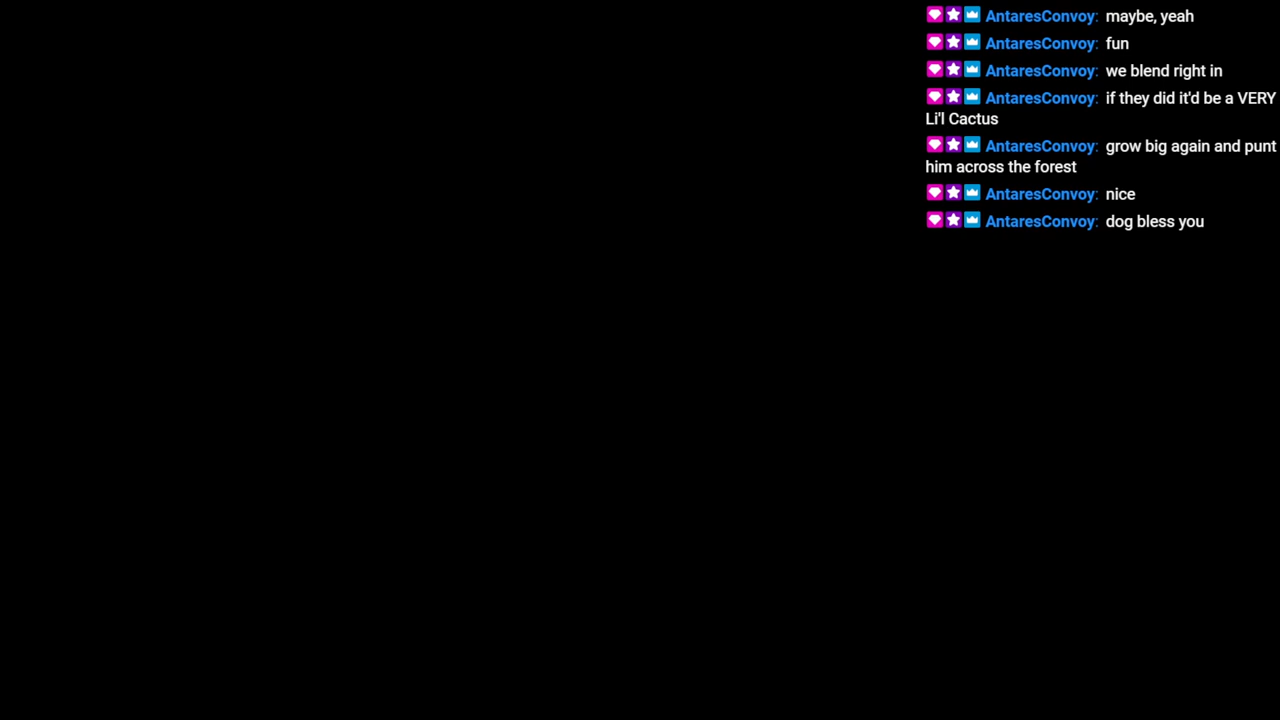 AntaresConvoy: maybe, yeah
AntaresConvoy: fun
AntaresConvoy: we blend right in
AntaresConvoy: if they did it'd be a VERY
Li'l Cactus
AntaresConvoy: grow big again and punt
him across the forest
AntaresConvoy: nice
AntaresConvoy: dog bless you